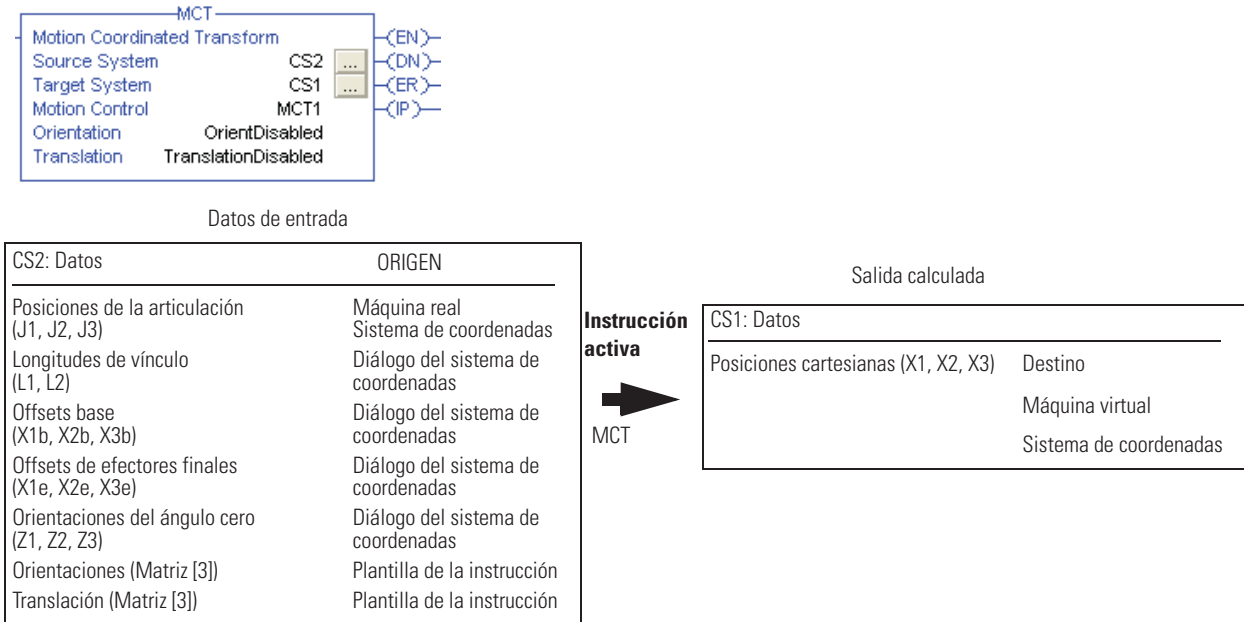 MCT
Motion Coordinated Transform (EN)
Source System CS2 ... (DN)
Target System CS1 ... (ER)
Motion Control MCT1 (IP)
Orientation OrientDisabled
Translation TranslationDisabled
Datos de entrada
CS2: Datos ORIGEN
Posiciones de la articulación Máquina real
(J1, J2, J3) Sistema de coordenadas
Longitudes de vínculo Diálogo del sistema de
(L1, L2) coordenadas
Offsets base Diálogo del sistema de
(X1b, X2b, X3b) coordenadas
Offsets de efectores finales Diálogo del sistema de
(X1e, X2e, X3e) coordenadas
Orientaciones del ángulo cero Diálogo del sistema de
(Z1, Z2, Z3) coordenadas
Orientaciones (Matriz [3]) Plantilla de la instrucción
Translación (Matriz [3]) Plantilla de la instrucción
Instrucción
activa
MCT
Salida calculada
CS1: Datos
Posiciones cartesianas (X1, X2, X3) Destino
Máquina virtual
Sistema de coordenadas